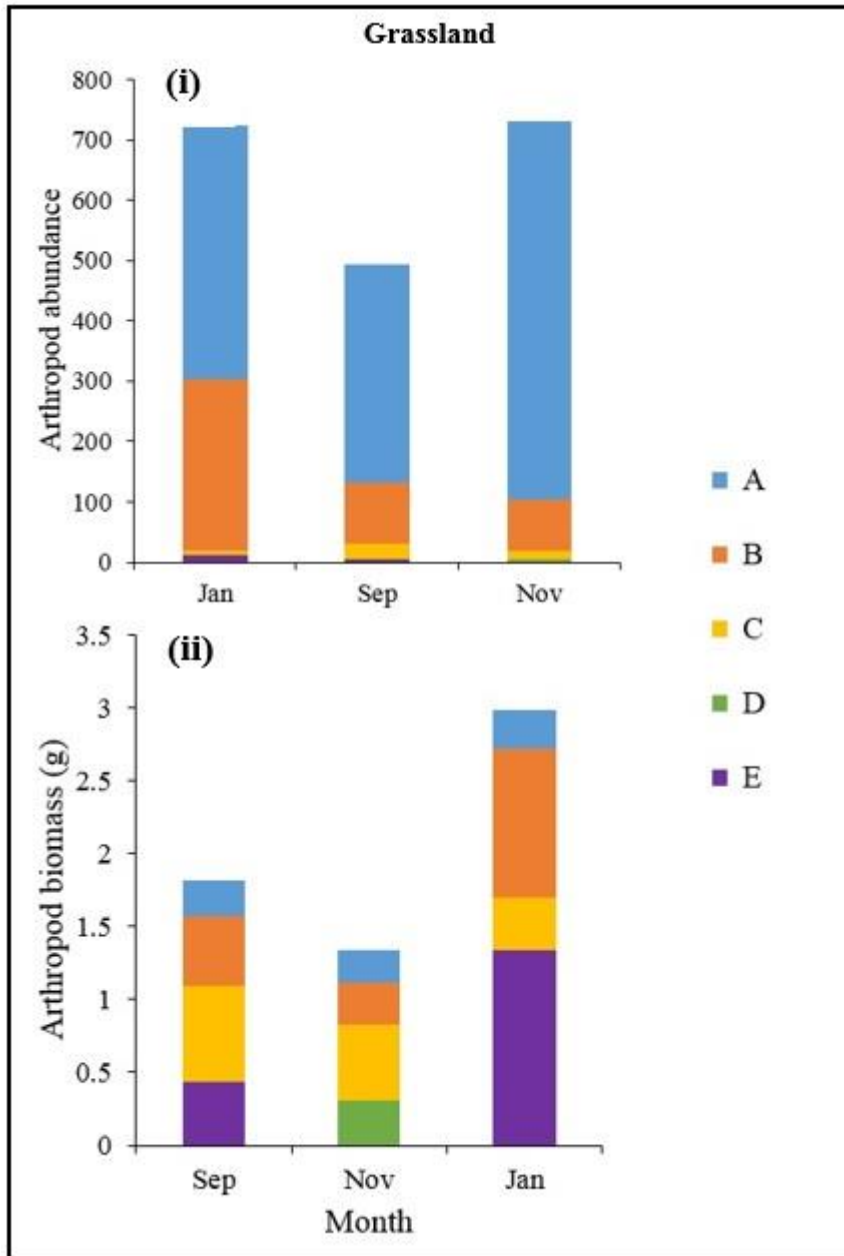 Grassland
(i)
Arthropod abundance
800
700
600
500
400
300
200
100
0
Jan Sep Nov
A
B
C
D
E
(ii)
Arthropod biomass (g)
3.5
3
2.5
2
1.5
1
0.5
0
Sep Nov Jan
Month